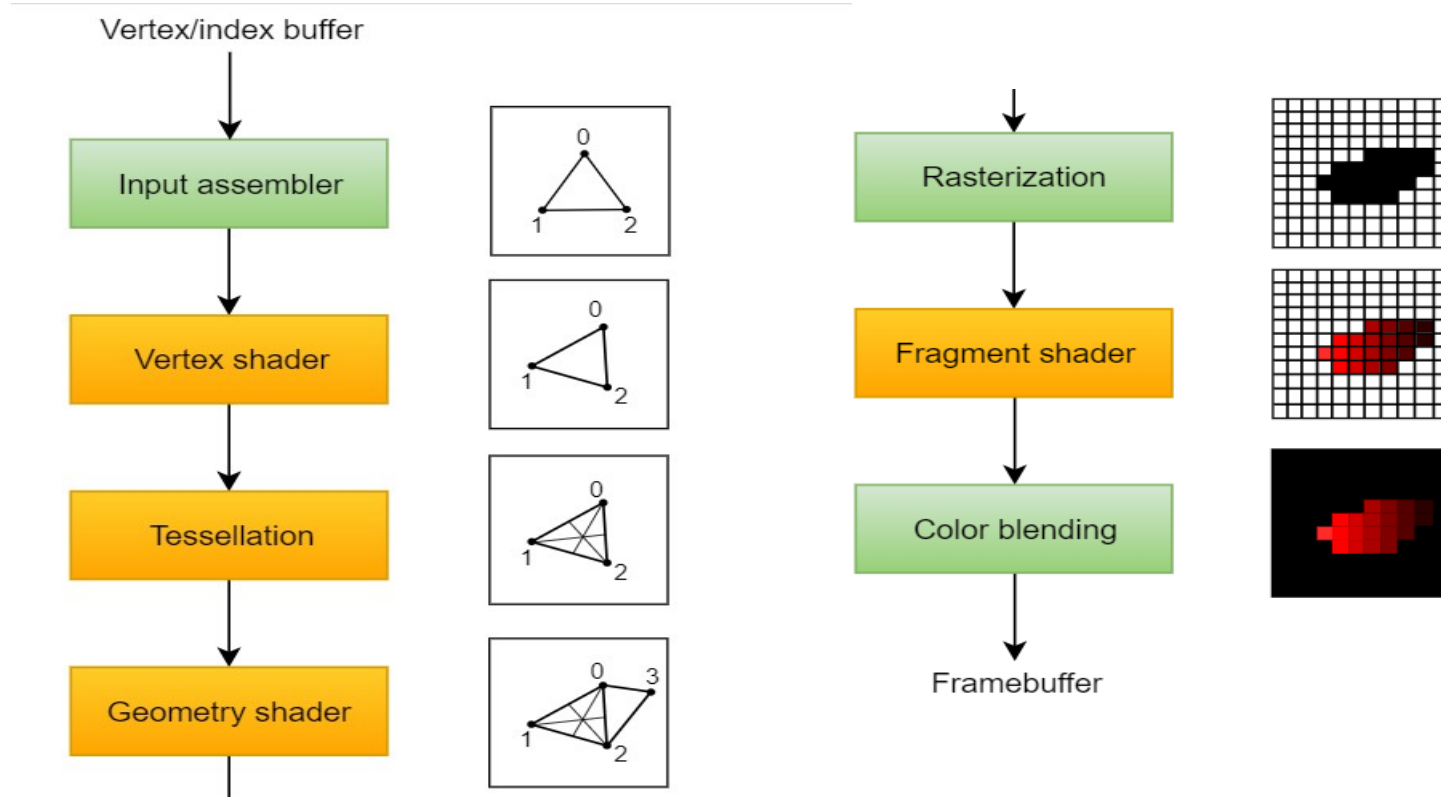 Vertex/index buffer
Input assembler
0
1
2
Vertex shader
0
1
2
Tessellation
0
1
2
Geometry shader
0
3
1
2
Rasterization
Fragment shader
Color blending
Framebuffer